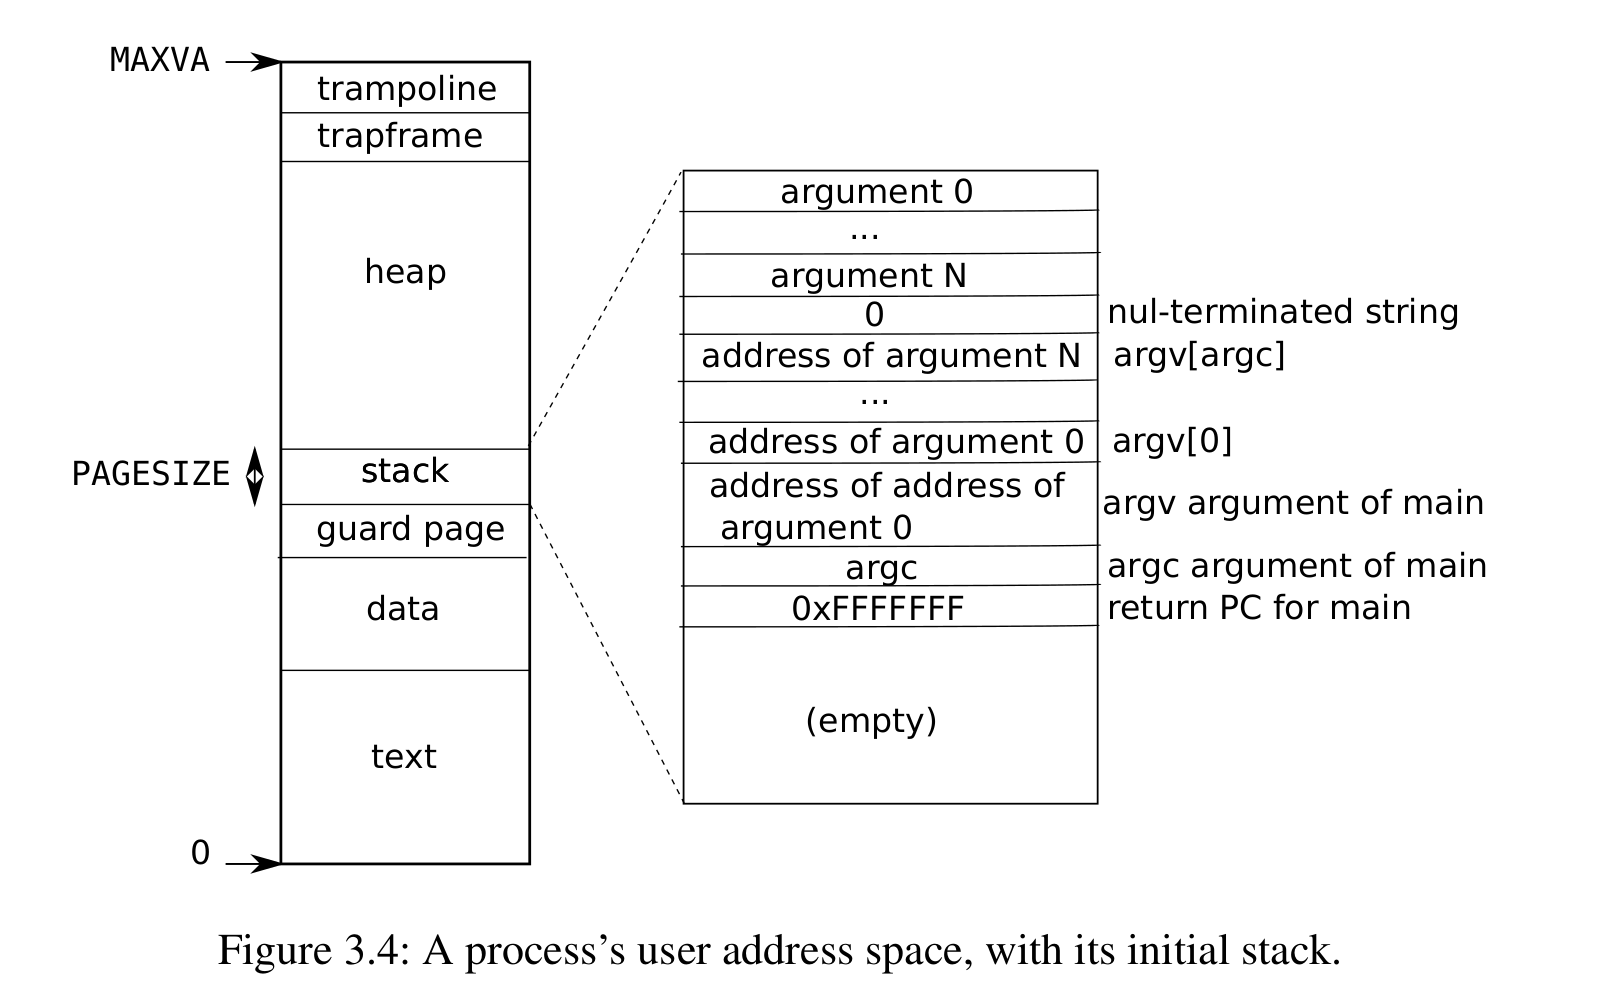 MAXVA
trampoline
trapframe
heap
PAGESIZE
stack
guard page
data
text
0
argument 0
...
argument N
0
nul-terminated string
address of argument N
argv[argc]
...
address of argument 0
argv[0]
address of address of
argument 0
argv argument of main
argc
argc argument of main
0xFFFFFFF
return PC for main
(empty)
Figure 3.4: A process’s user address space, with its initial stack.